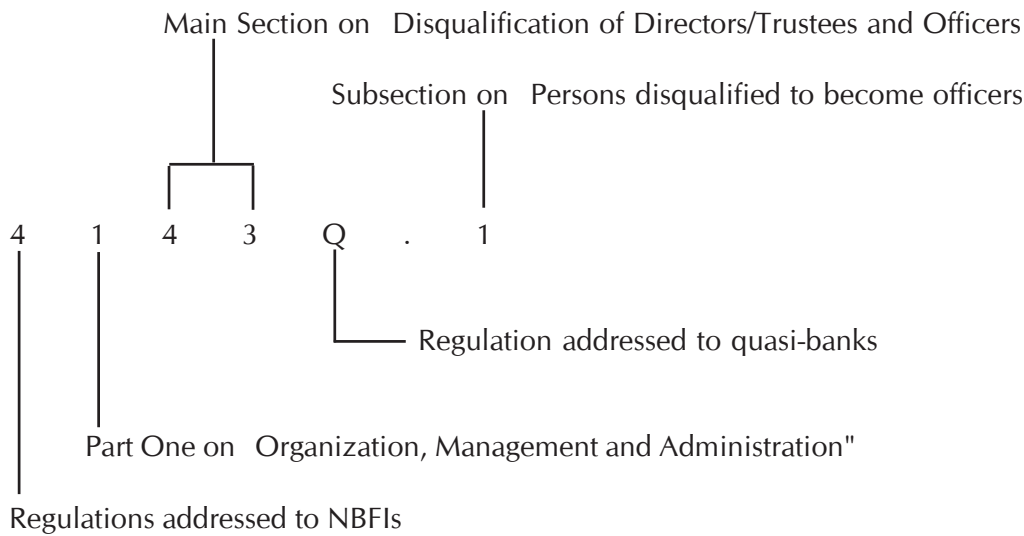 Main Section on Disqualification of Directors/Trustees and Officers
Subsection on Persons disqualified to become officers
4 1 4 3 Q . 1
Regulation addressed to quasi-banks
Part One on Organization, Management and Administration"
Regulations addressed to NBFIs